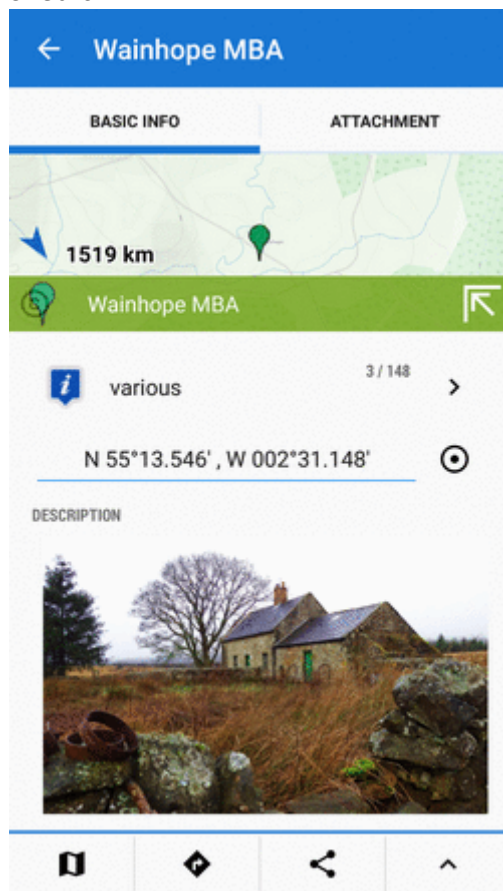 Wainhope MBA
BASIC INFO
ATTACHMENT
1519 km
Wainhope MBA
various
3 / 148
N 55°13.546' , W 002°31.148'
DESCRIPTION